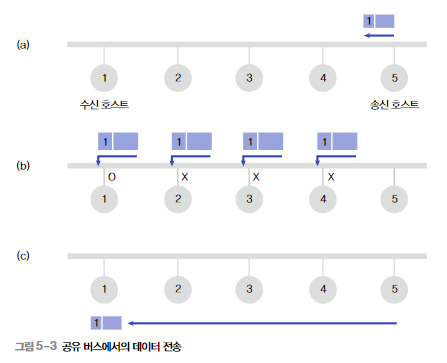 (a)
1
1 2 3 4 5
수신 호스트 송신 호스트
1 1 1 1
(b)
O X X X
1 2 3 4 5
(c)
1 2 3 4 5
1
그림 5-3 공유 버스에서의 데이터 전송